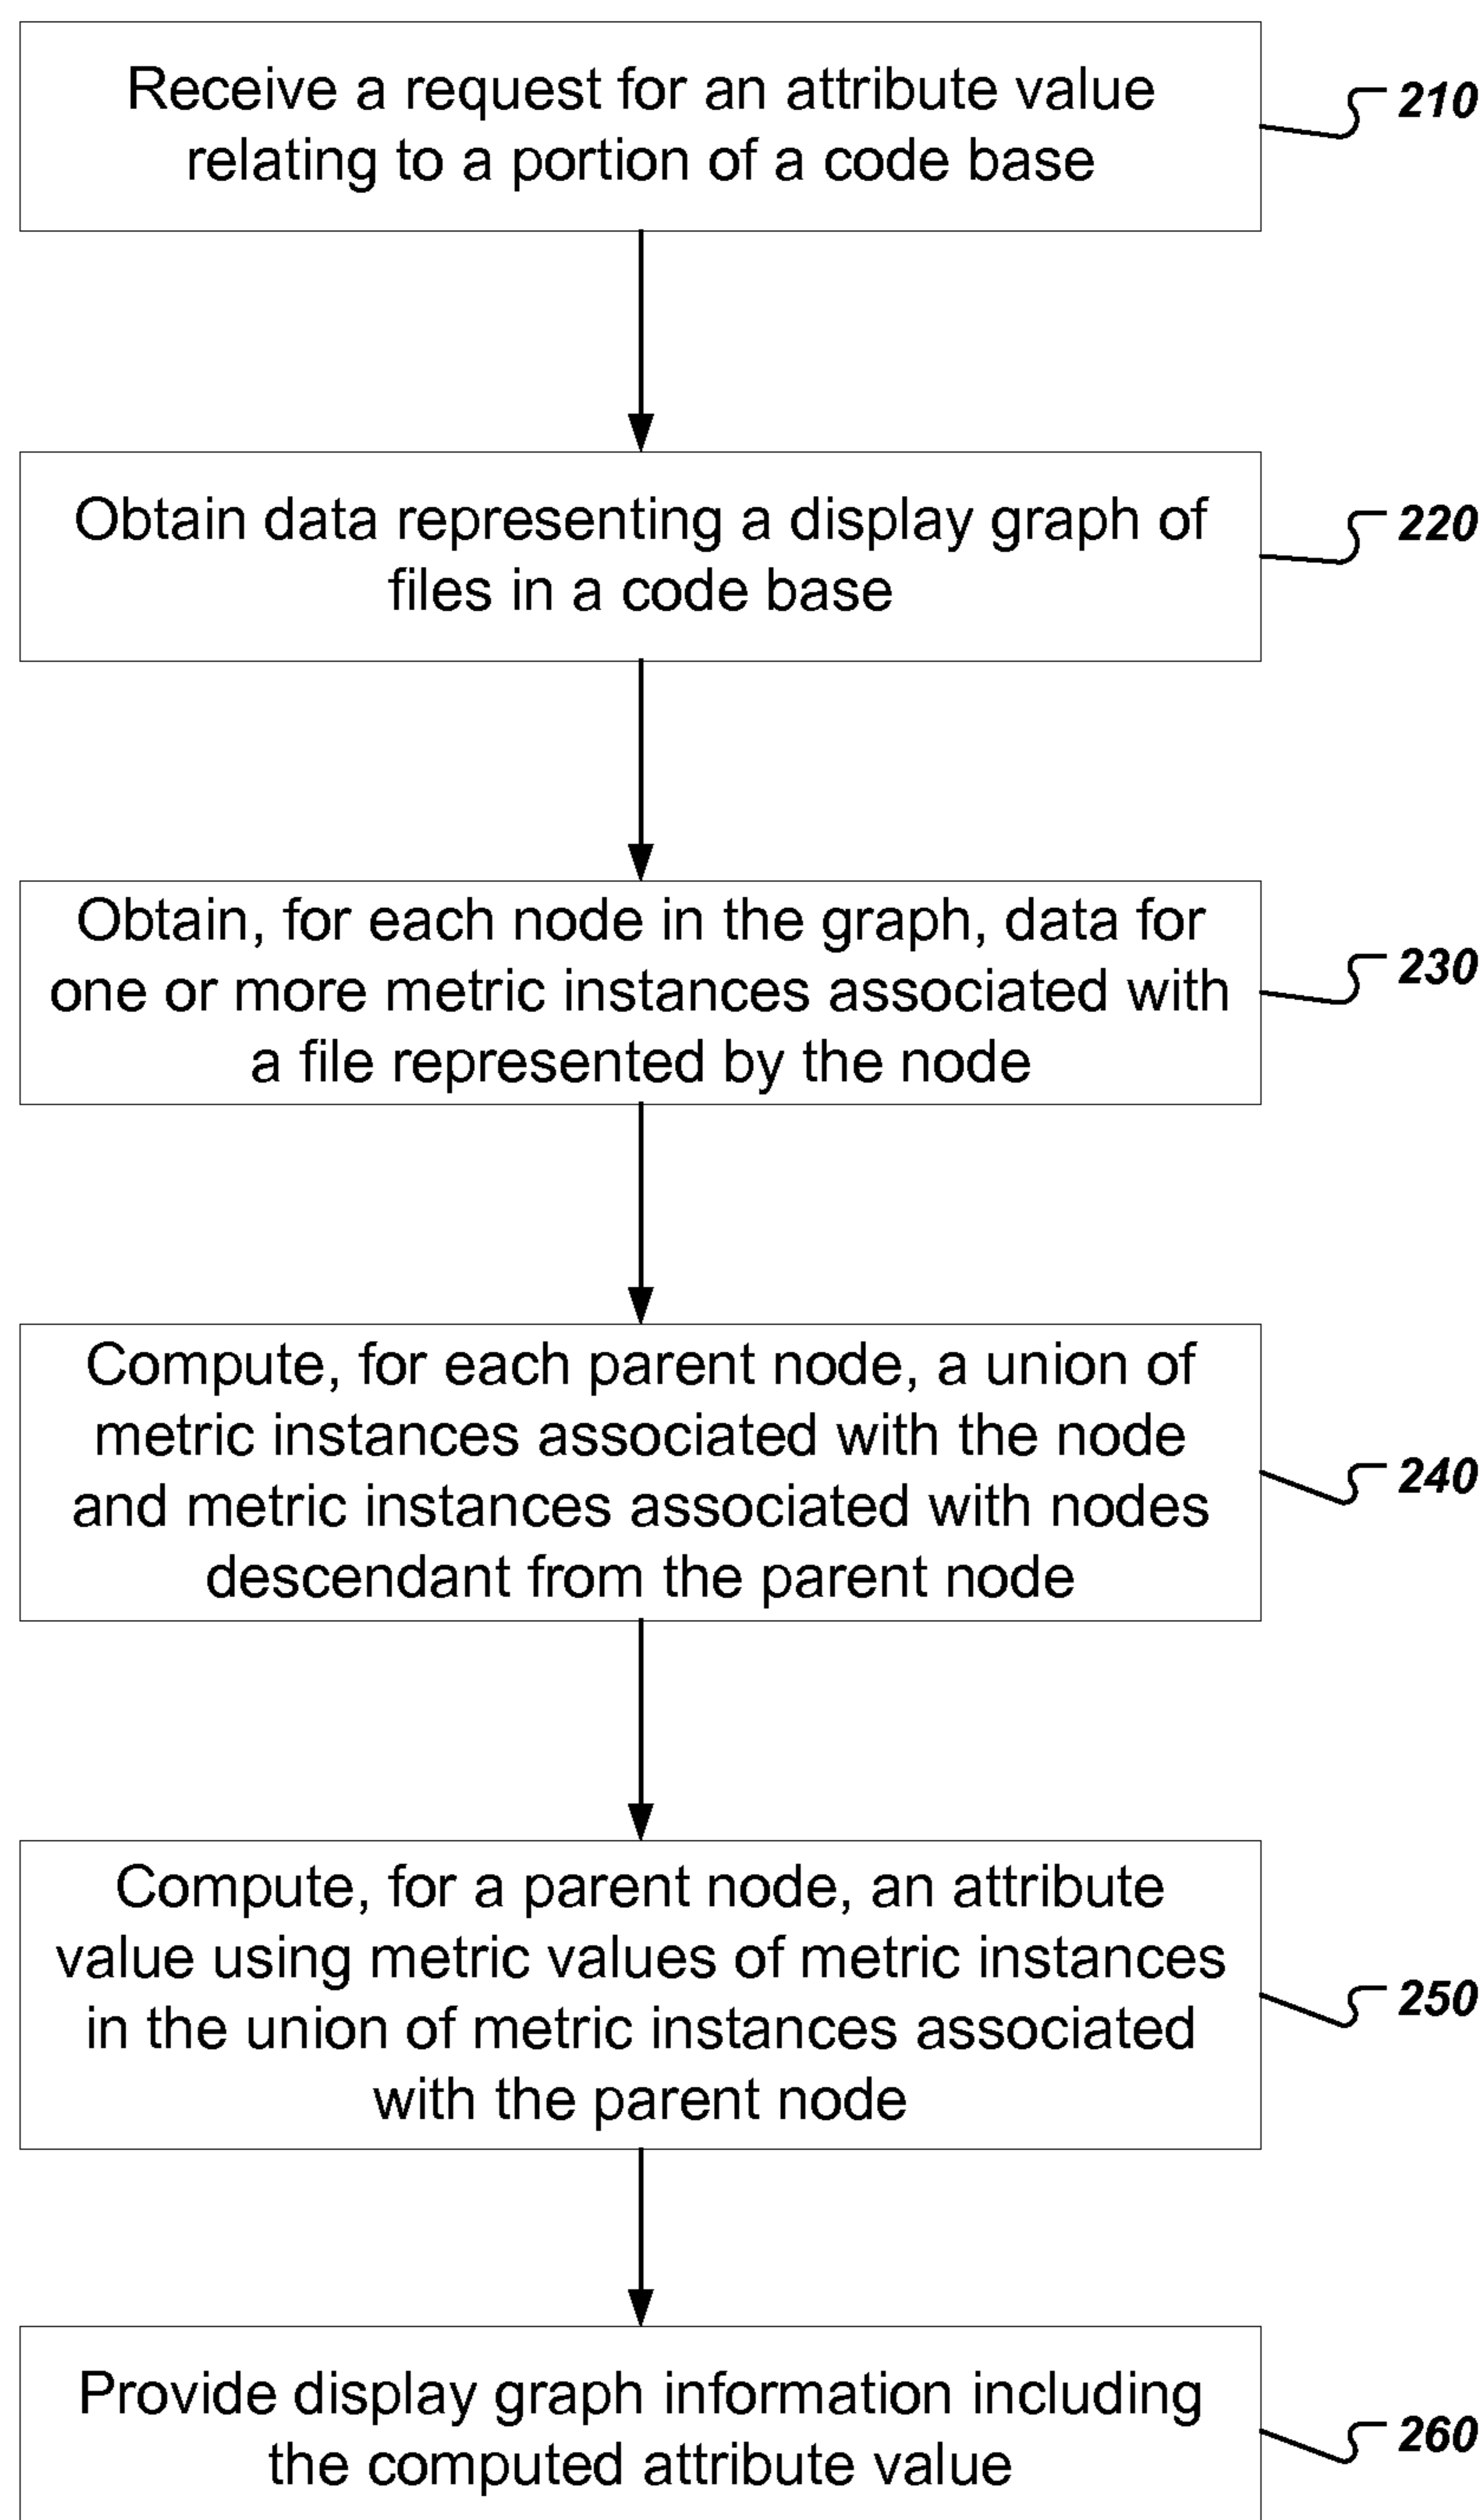 Receive a request for an attribute value
relating to a portion of a code base
210
Obtain data representing a display graph of
files in a code base
220
Obtain, for each node in the graph, data for
one or more metric instances associated with
a file represented by the node
230
Compute, for each parent node, a union of
metric instances associated with the node
and metric instances associated with nodes
descendant from the parent node
240
Compute, for a parent node, an attribute
value using metric values of metric instances
in the union of metric instances associated
with the parent node
250
Provide display graph information including
the computed attribute value
260